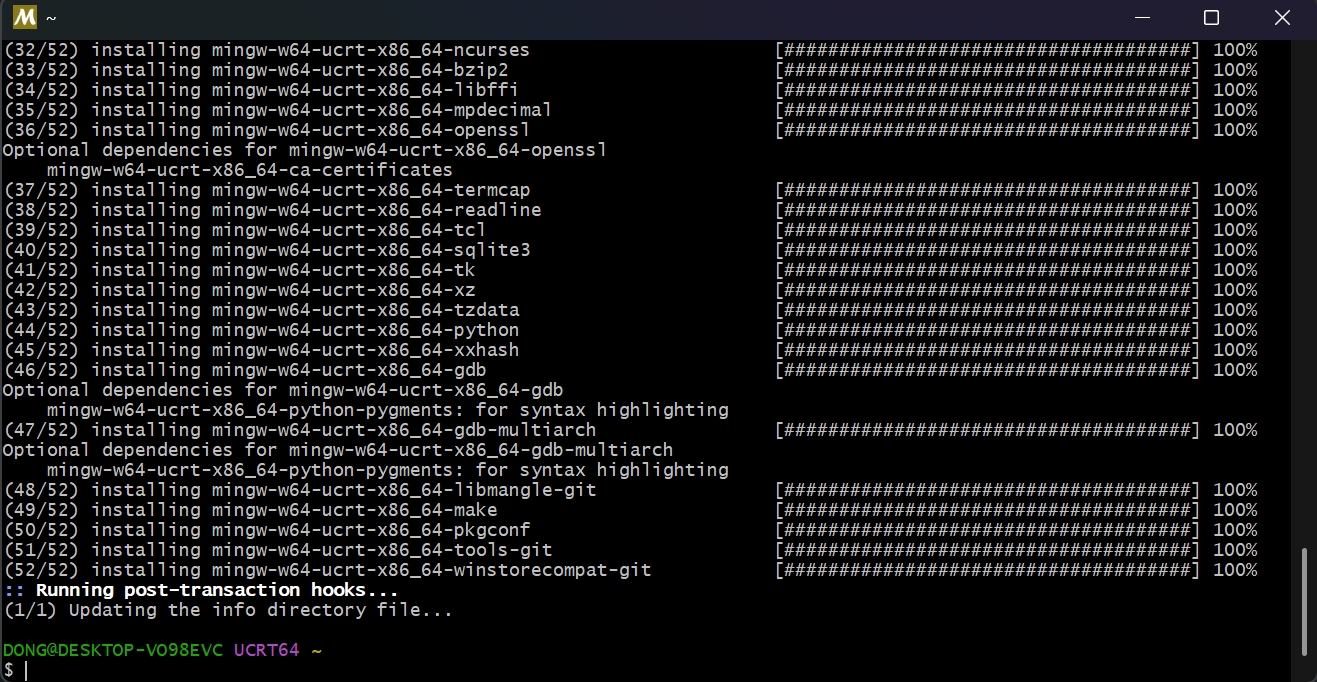 M ~
(32/52) installing mingw-w64-ucrt-x86_64-ncurses [#####################################] 100%
(33/52) installing mingw-w64-ucrt-x86_64-bzip2 [#####################################] 100%
(34/52) installing mingw-w64-ucrt-x86_64-libffi [#####################################] 100%
(35/52) installing mingw-w64-ucrt-x86_64-mpdecimal [#####################################] 100%
(36/52) installing mingw-w64-ucrt-x86_64-openssl [#####################################] 100%
Optional dependencies for mingw-w64-ucrt-x86_64-openssl
    mingw-w64-ucrt-x86_64-ca-certificates
(37/52) installing mingw-w64-ucrt-x86_64-termcap [#####################################] 100%
(38/52) installing mingw-w64-ucrt-x86_64-readline [#####################################] 100%
(39/52) installing mingw-w64-ucrt-x86_64-tcl [#####################################] 100%
(40/52) installing mingw-w64-ucrt-x86_64-sqlite3 [#####################################] 100%
(41/52) installing mingw-w64-ucrt-x86_64-tk [#####################################] 100%
(42/52) installing mingw-w64-ucrt-x86_64-xz [#####################################] 100%
(43/52) installing mingw-w64-ucrt-x86_64-tzdata [#####################################] 100%
(44/52) installing mingw-w64-ucrt-x86_64-python [#####################################] 100%
(45/52) installing mingw-w64-ucrt-x86_64-xxhash [#####################################] 100%
(46/52) installing mingw-w64-ucrt-x86_64-gdb [#####################################] 100%
Optional dependencies for mingw-w64-ucrt-x86_64-gdb
    mingw-w64-ucrt-x86_64-python-pygments: for syntax highlighting
(47/52) installing mingw-w64-ucrt-x86_64-gdb-multiarch [#####################################] 100%
Optional dependencies for mingw-w64-ucrt-x86_64-gdb-multiarch
    mingw-w64-ucrt-x86_64-python-pygments: for syntax highlighting
(48/52) installing mingw-w64-ucrt-x86_64-libmangle-git [#####################################] 100%
(49/52) installing mingw-w64-ucrt-x86_64-make [#####################################] 100%
(50/52) installing mingw-w64-ucrt-x86_64-pkgconf [#####################################] 100%
(51/52) installing mingw-w64-ucrt-x86_64-tools-git [#####################################] 100%
(52/52) installing mingw-w64-ucrt-x86_64-winstorecompat-git [#####################################] 100%
:: Running post-transaction hooks...
(1/1) Updating the info directory file...
DONG@DESKTOP-VO98EVC UCRT64 ~
$